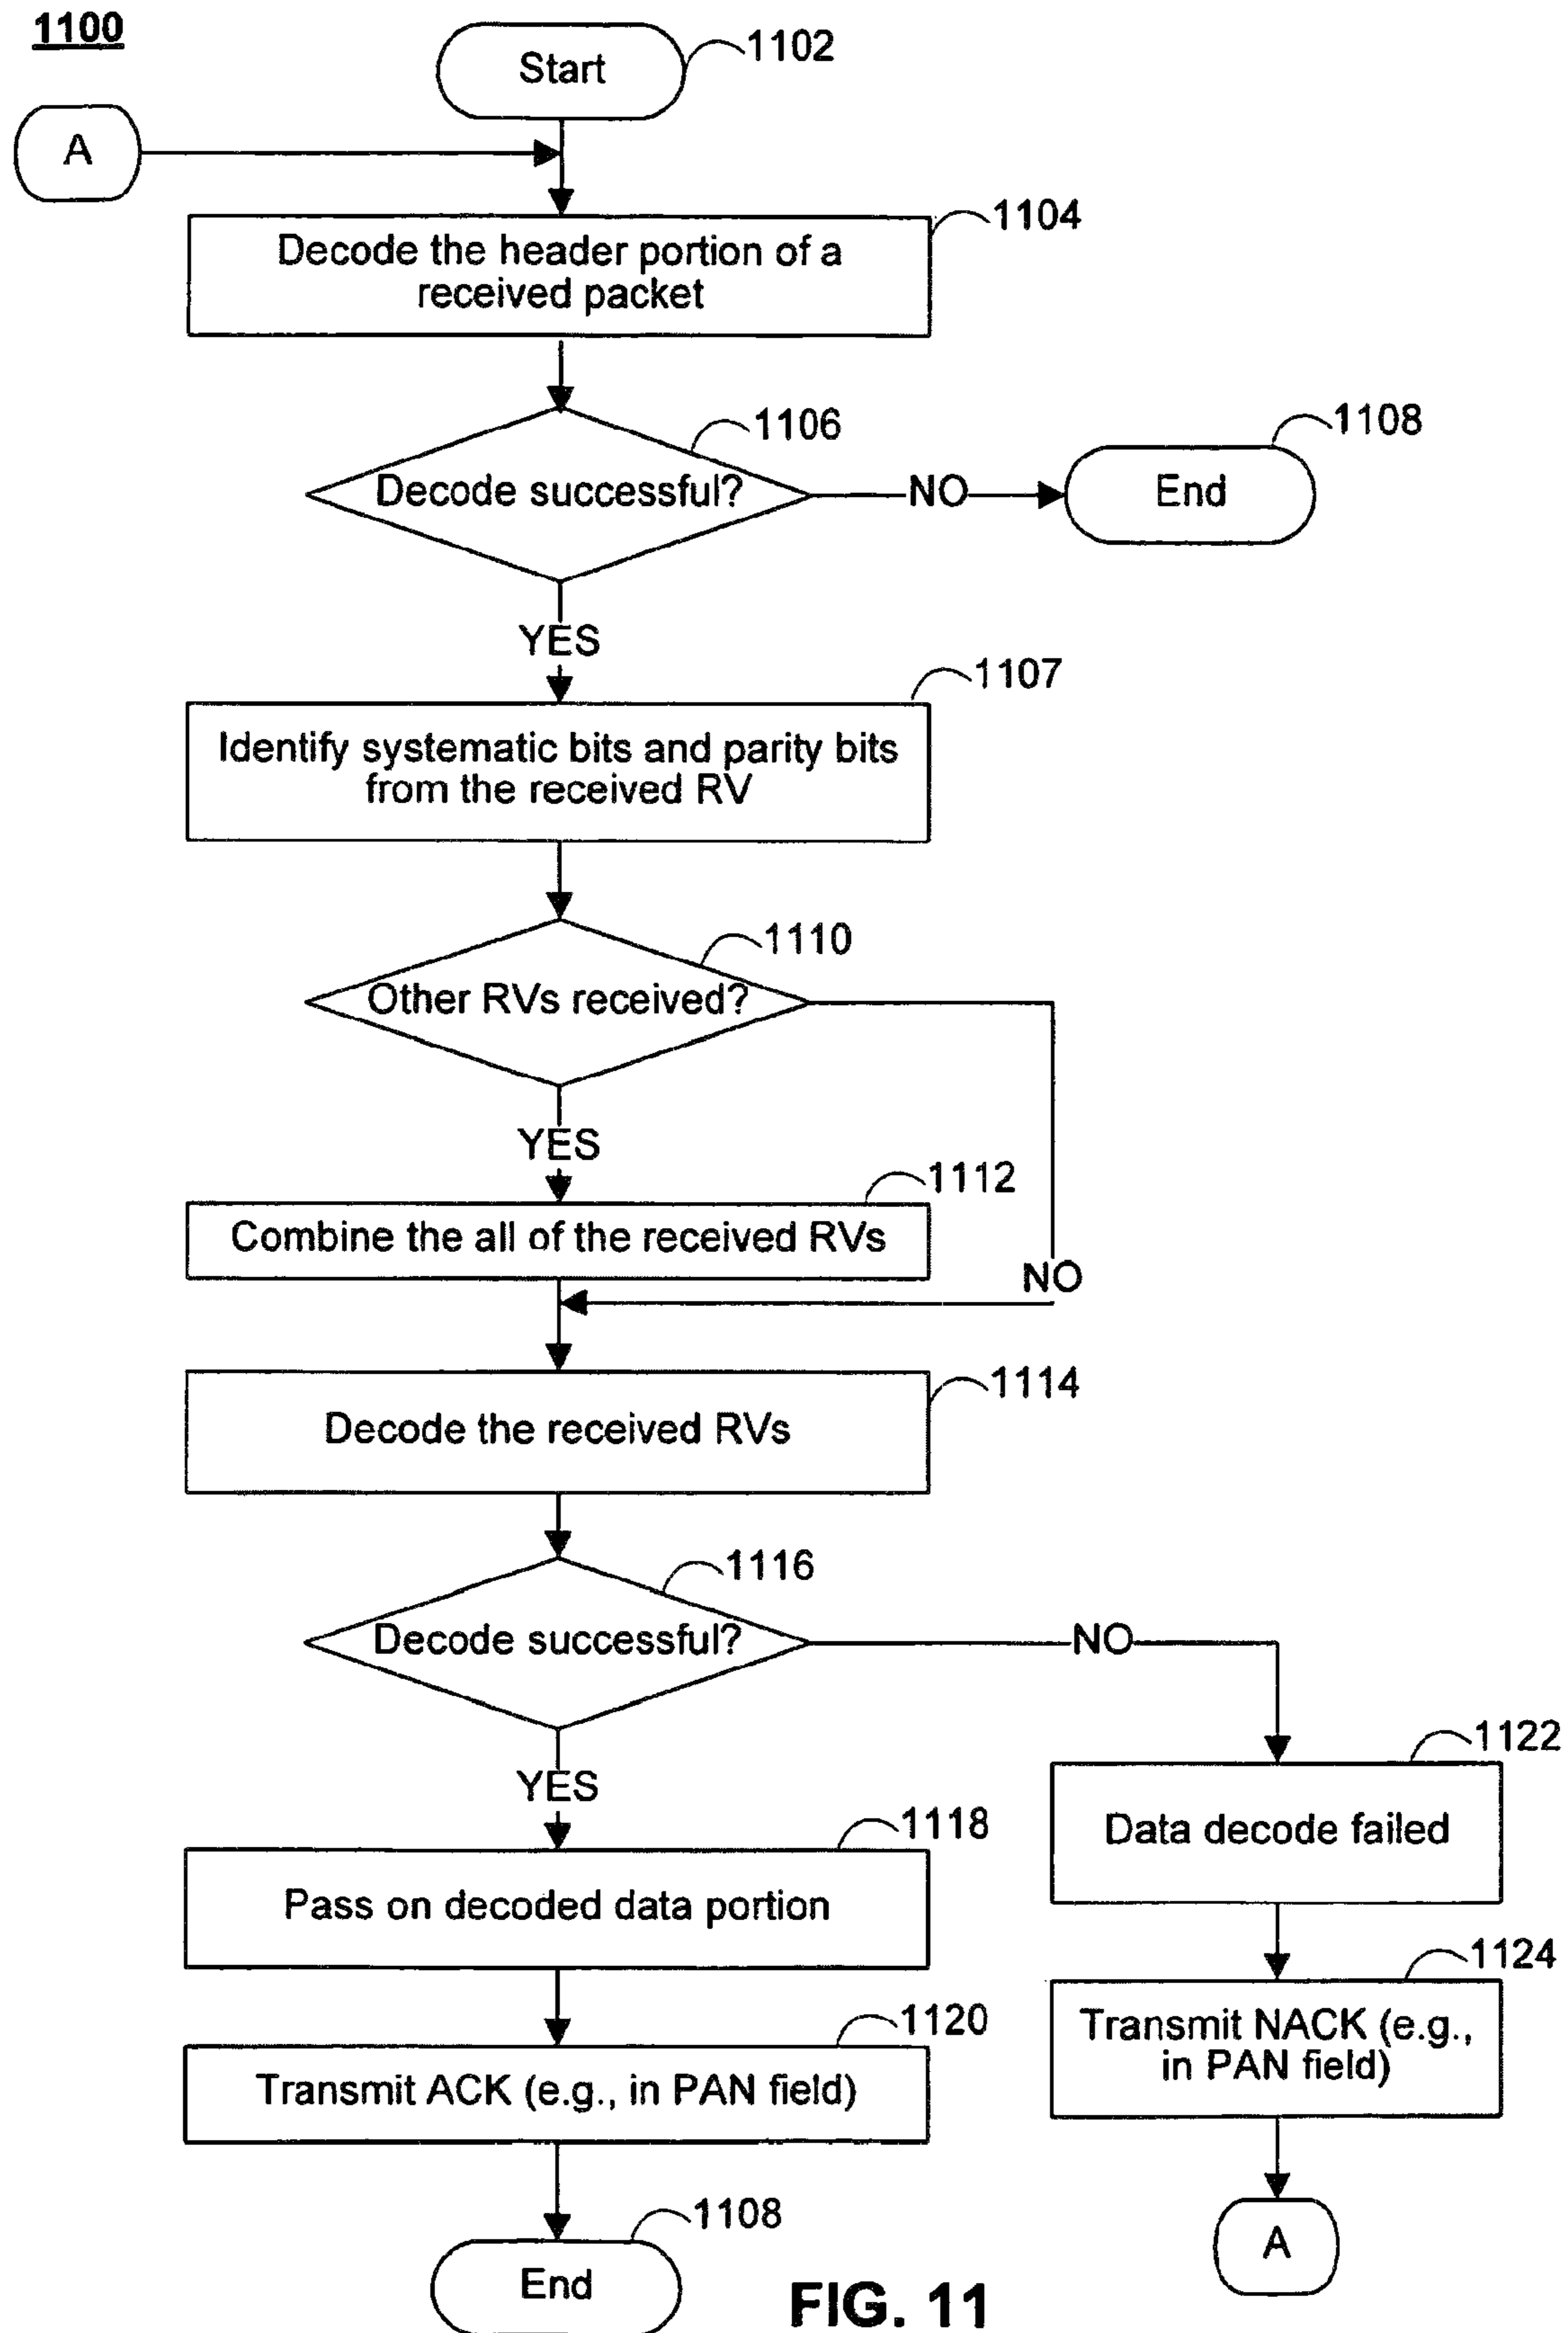 1100
Start
1102
A
1104
Decode the header portion of a
received packet
1106
Decode successful?
NO
1108
End
YES
1107
Identify systematic bits and parity bits
from the received RV
1110
Other RVs received?
YES
1112
Combine the all of the received RVs
NO
1114
Decode the received RVs
1116
Decode successful?
NO
YES
1122
Data decode failed
1118
Pass on decoded data portion
1124
Transmit NACK (e.g.,
in PAN field)
1120
Transmit ACK (e.g., in PAN field)
1108
End
A
FIG. 11